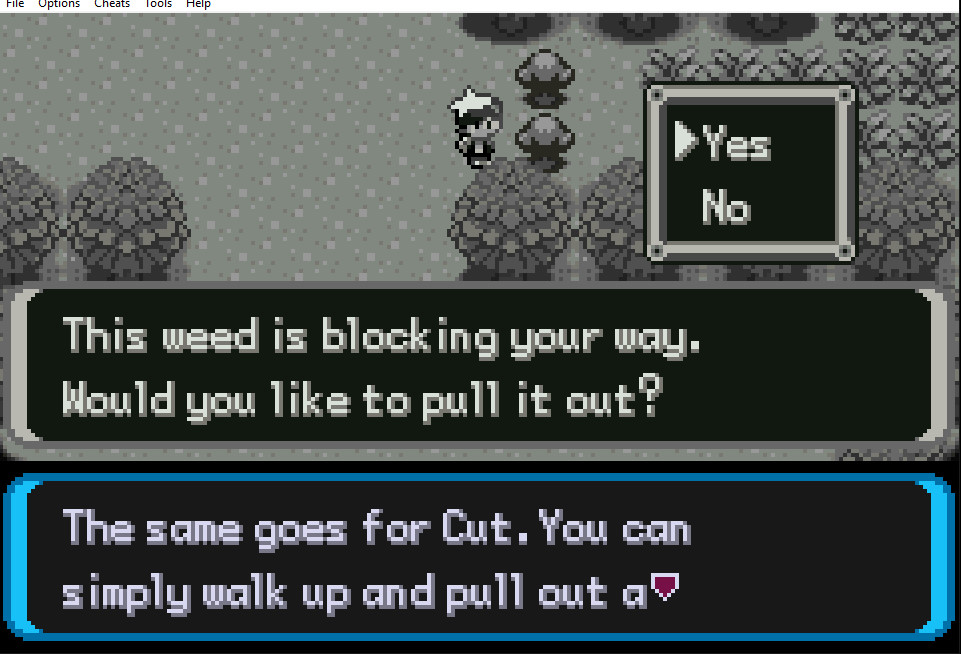 File Options Cheats Tools Help
Yes
No
This weed is blocking your way.
Would you like to pull it out?
The same goes for Cut. You can
simply walk up and pull out a